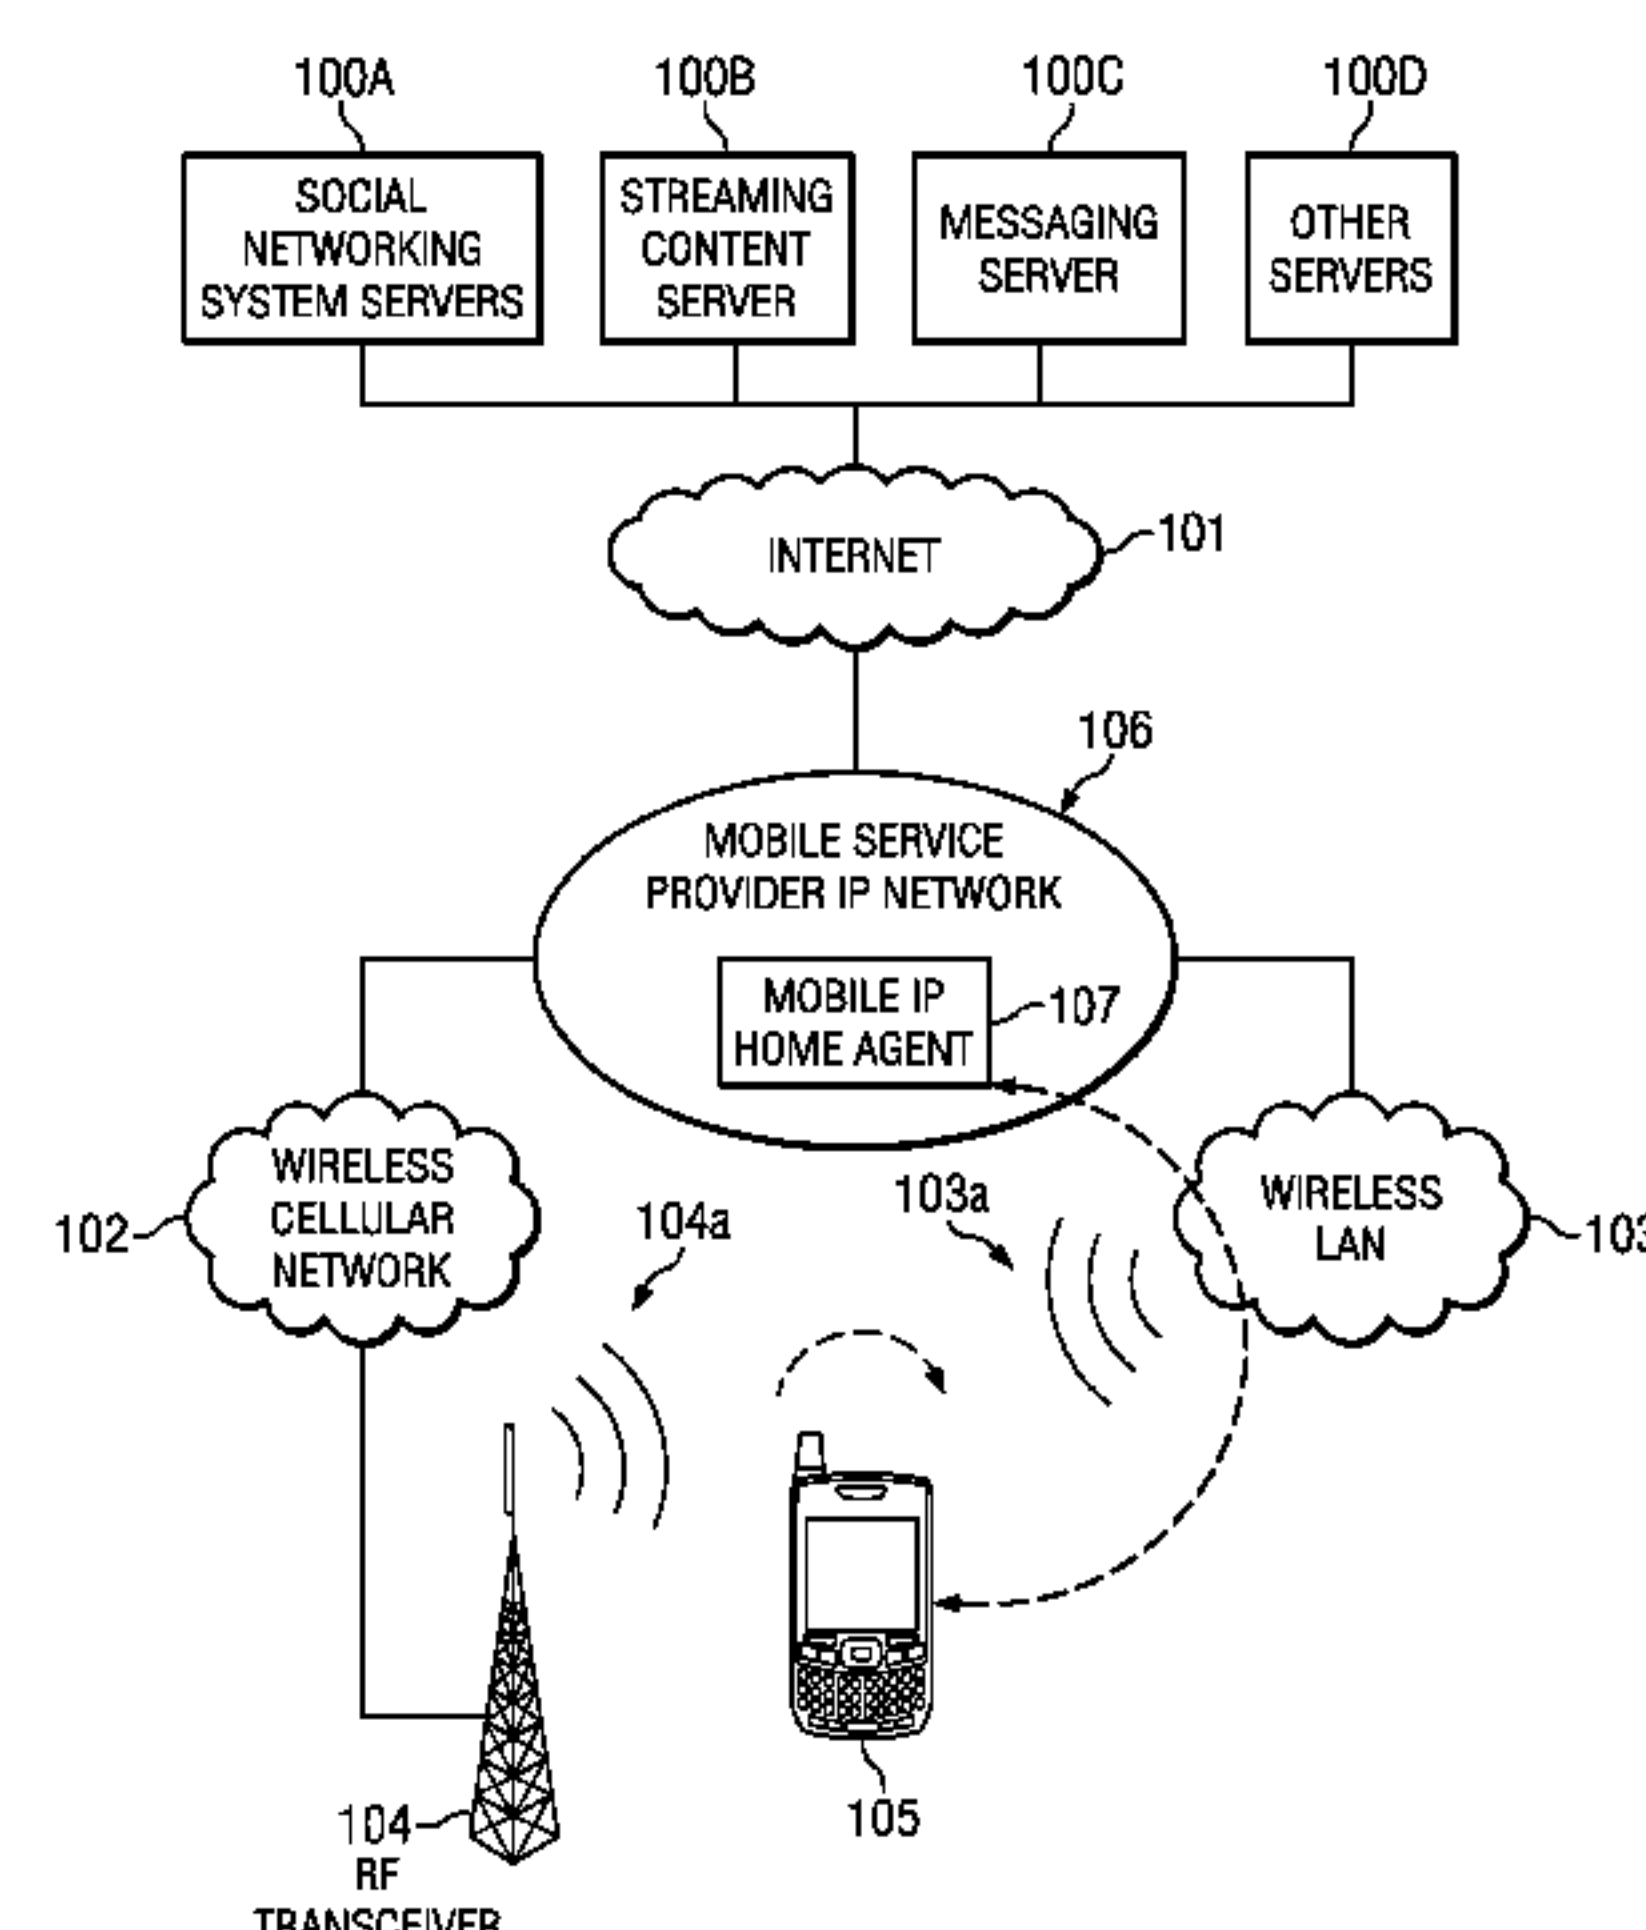 100A
100B
100C
100D
SOCIAL
NETWORKING
SYSTEM SERVERS
STREAMING
CONTENT
SERVER
MESSAGING
SERVER
OTHER
SERVERS
INTERNET
101
106
MOBILE SERVICE
PROVIDER IP NETWORK
MOBILE IP
HOME AGENT
107
WIRELESS
CELLULAR
NETWORK
102
104a
103a
WIRELESS
LAN
103
105
104
RF
TRANSCEIVER